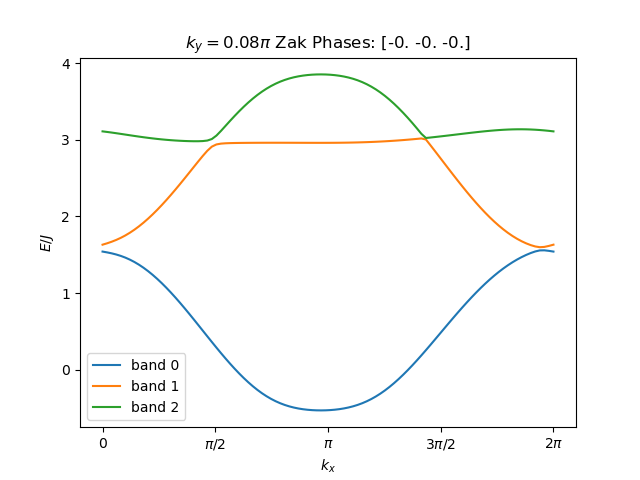 k_y = 0.08π Zak Phases: [-0. -0. -0.]
4
3
2
1
0
E/J
band 0
band 1
band 2
0 π/2 π 3π/2 2π
k_x